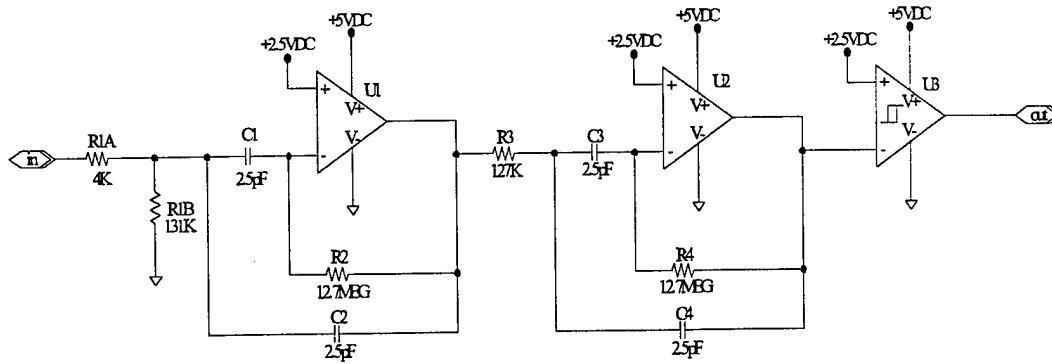 +5VDC
+5VDC
+5VDC
+2.5VDC
+2.5VDC
+2.5VDC
U1
U2
U3
+
V+
+
V+
+
V+
V-
V-
V-
-
-
-
in
R1A
4K
C1
2.5pF
R3
127K
C3
2.5pF
out
R1B
131K
R2
12.7MEG
R4
12.7MEG
C2
2.5pF
C4
2.5pF